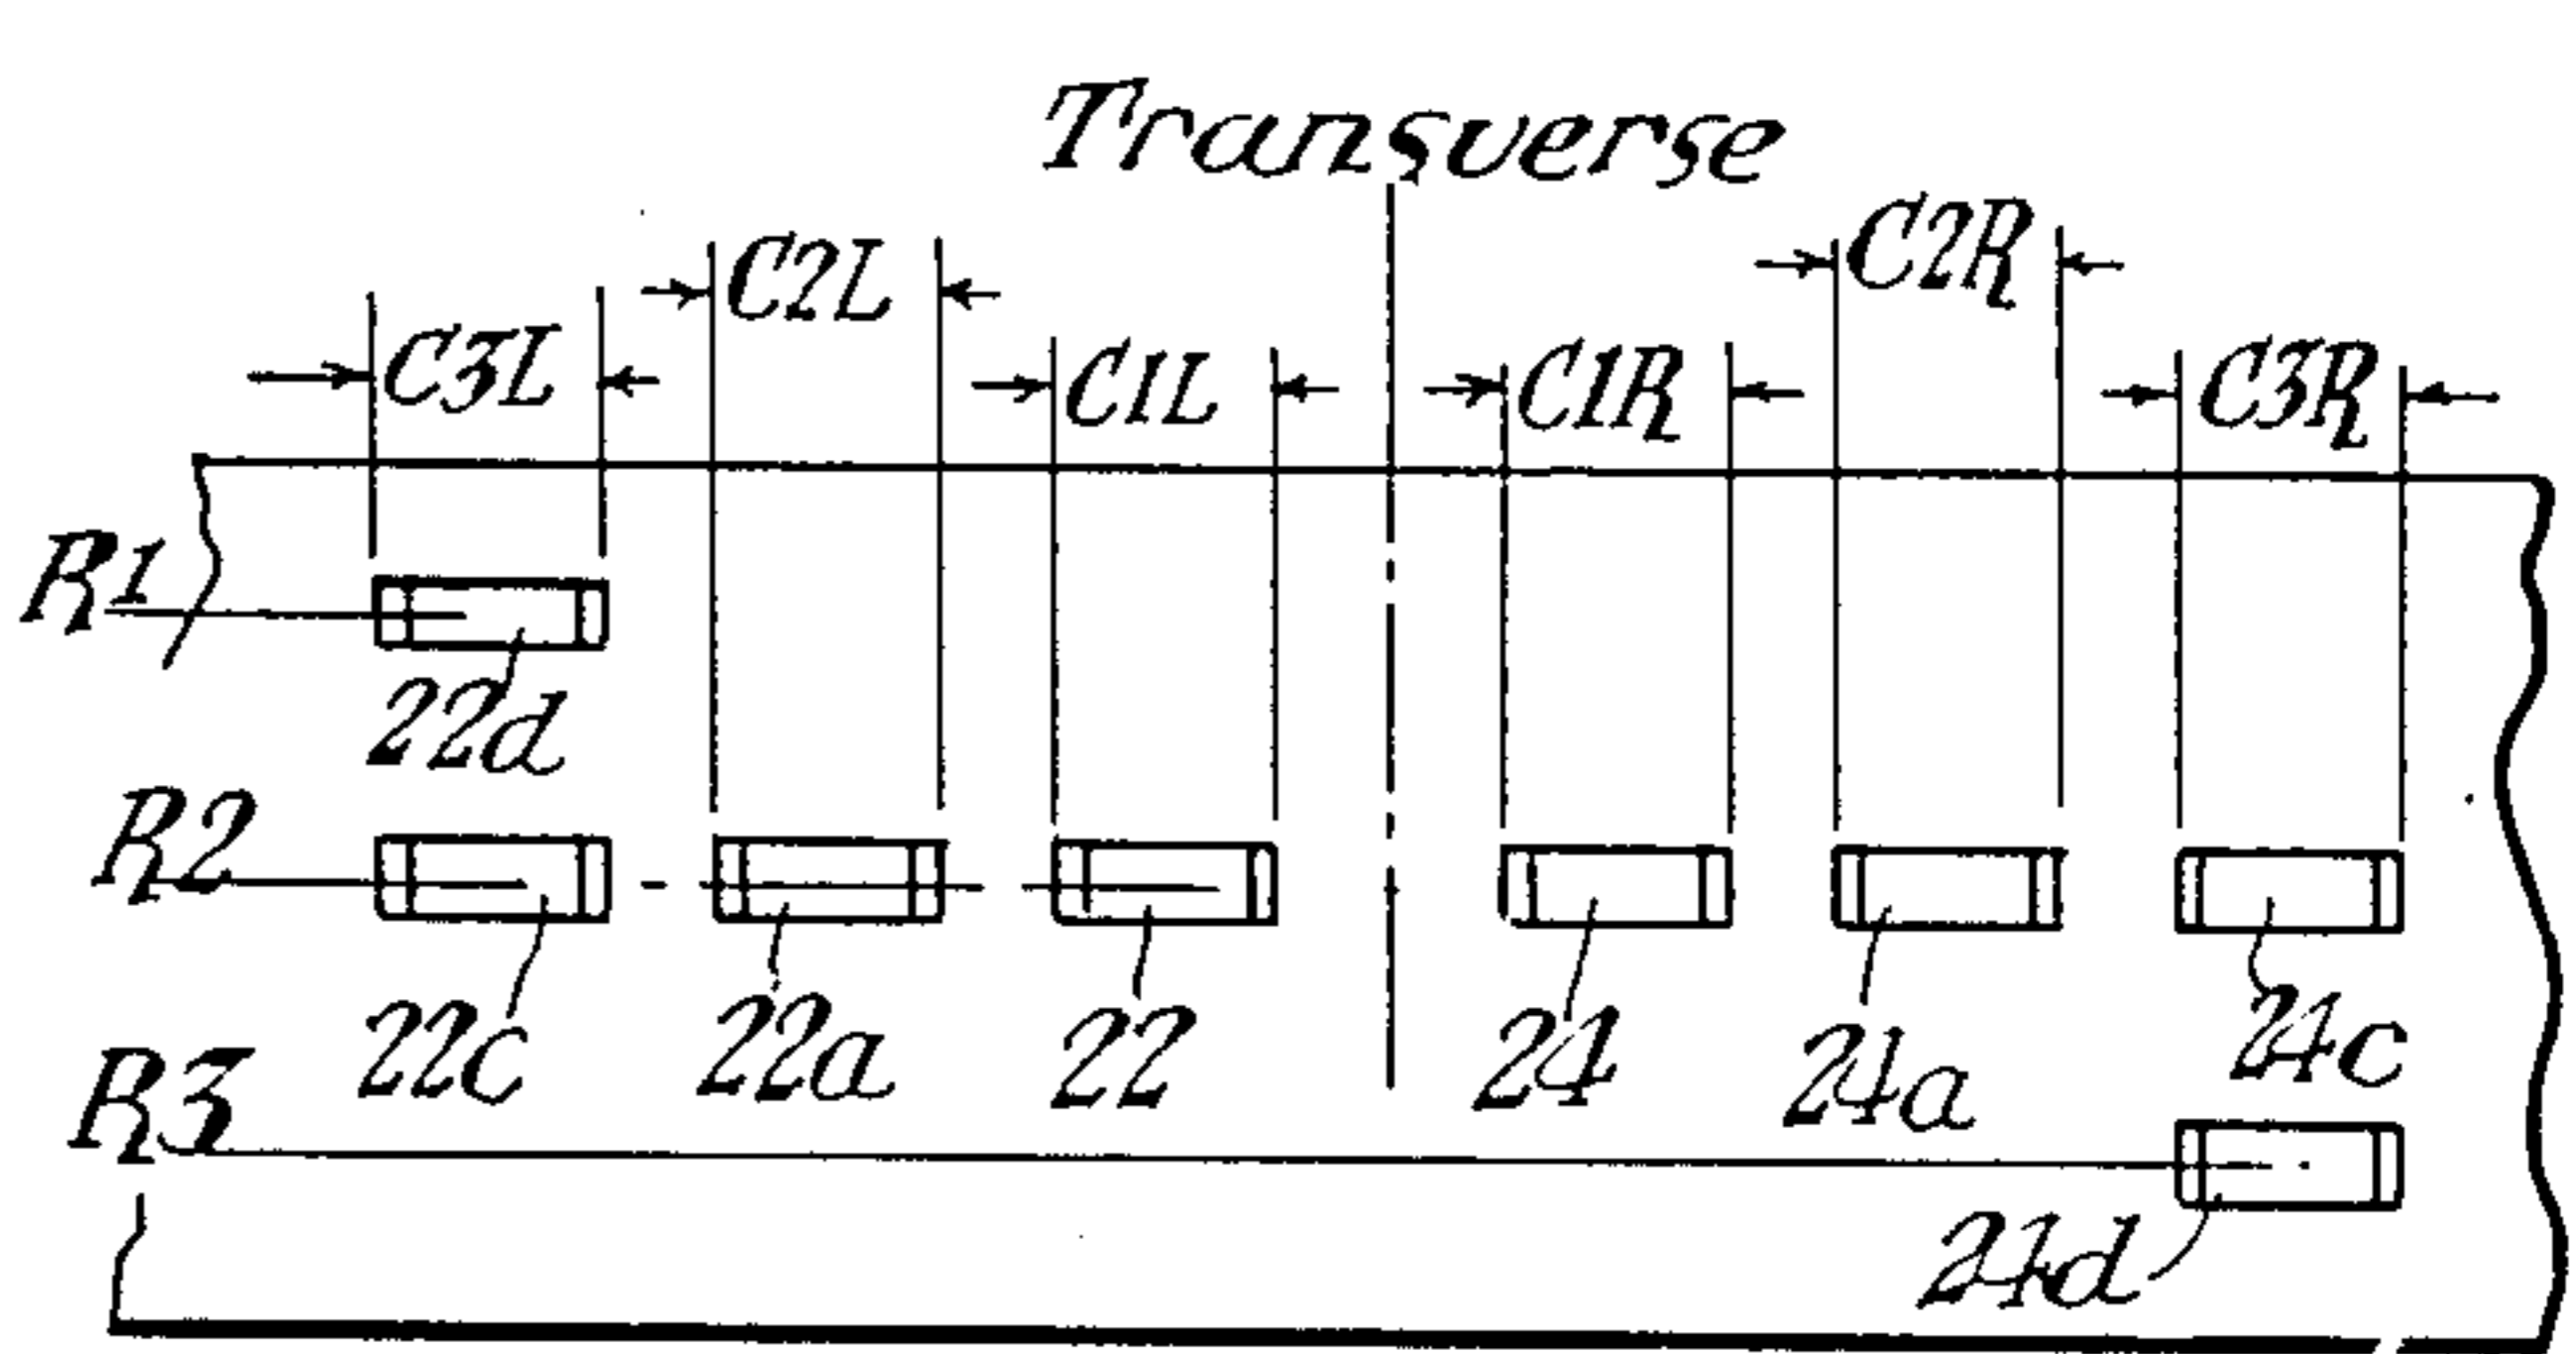 Transverse
C3L
C2L
C1L
C1R
C2R
C3R
R1
22d
R2
22c
22a
22
24
24a
24c
R3
24d